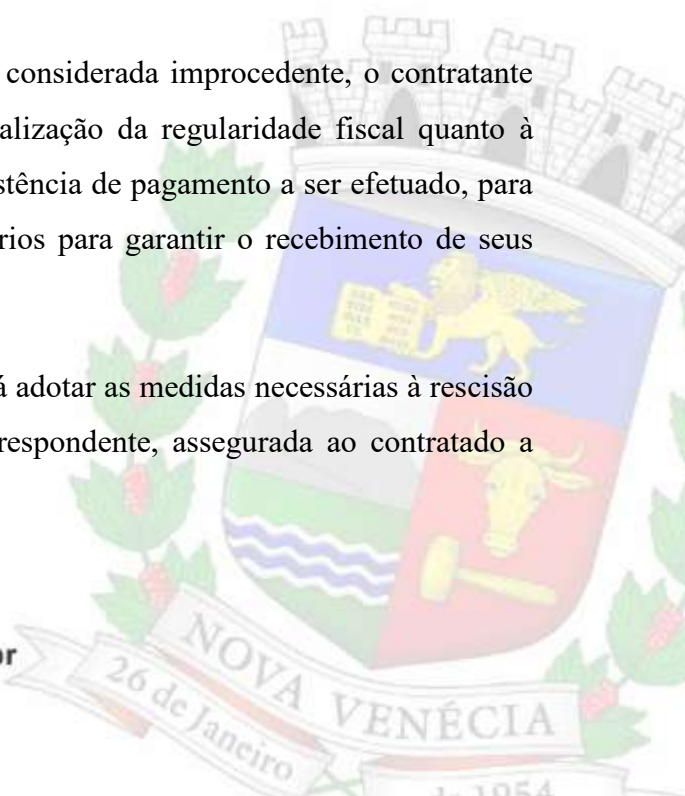 considerada improcedente, o contratante
alização da regularidade fiscal quanto à
stência de pagamento a ser efetuado, para
rios para garantir o recebimento de seus
á adotar as medidas necessárias à rescisão
respondente, assegurada ao contratado a
or
NOVA VENÉCIA
26 de Janeiro
de 1954